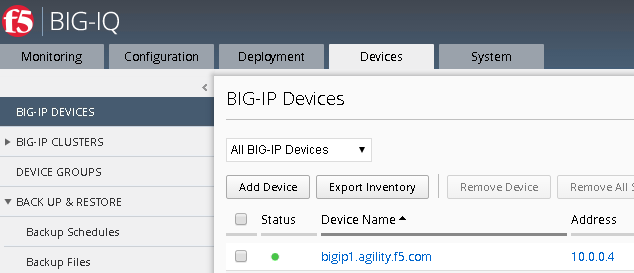 f5 BIG-IQ
Monitoring Configuration Deployment Devices System
BIG-IP DEVICES
BIG-IP CLUSTERS
DEVICE GROUPS
BACK UP & RESTORE
Backup Schedules
Backup Files
BIG-IP Devices
All BIG-IP Devices
Add Device Export Inventory Remove Device Remove All S
Status Device Name Address
bigip1.agility.f5.com 10.0.0.4